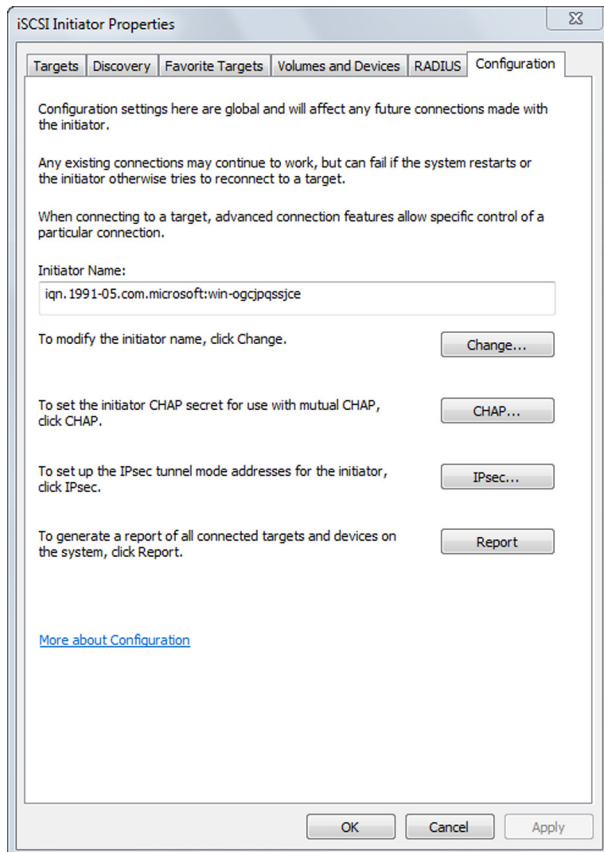 iSCSI Initiator Properties
Targets Discovery Favorite Targets Volumes and Devices RADIUS Configuration
Configuration settings here are global and will affect any future connections made with
the initiator.
Any existing connections may continue to work, but can fail if the system restarts or
the initiator otherwise tries to reconnect to a target.
When connecting to a target, advanced connection features allow specific control of a
particular connection.
Initiator Name:
iqn.1991-05.com.microsoft:win-ogcjpqssjce
To modify the initiator name, click Change.
Change...
To set the initiator CHAP secret for use with mutual CHAP,
click CHAP.
CHAP...
To set up the IPsec tunnel mode addresses for the initiator,
click IPsec.
IPsec...
To generate a report of all connected targets and devices on
the system, click Report.
Report
More about Configuration
OK Cancel Apply